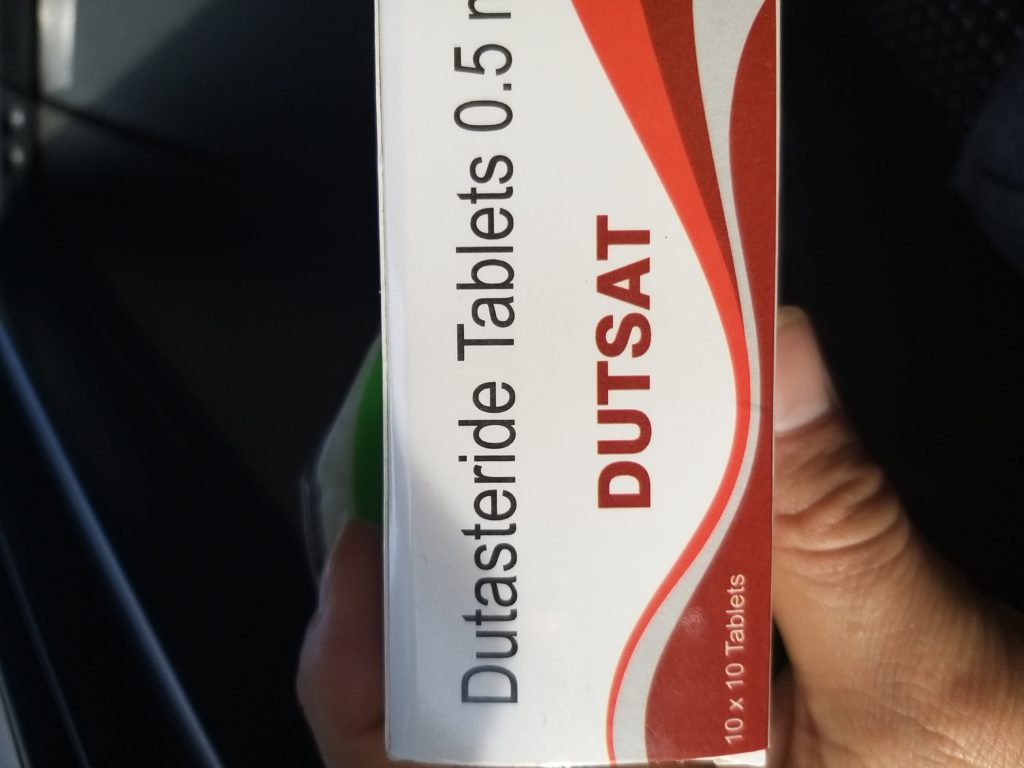 Dutasteride Tablets 0.5
DUTSAT
10 x 10 Tablets